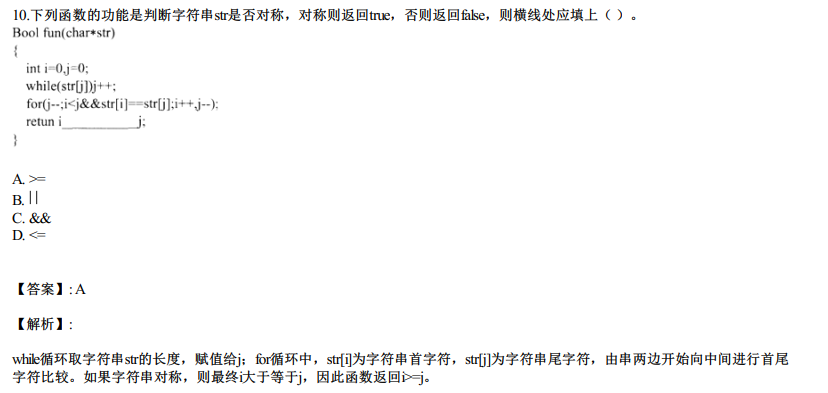 10.下列函数的功能是判断字符串str是否对称，对称则返回true，否则返回false，则横线处应填上（ ）。
Bool fun(char*str)
{
int i=0,j=0;
while(str[j])j++;
for(j--;i<j&&str[i]==str[j];i++,j--);
retun i___________j;
}
A. >=
B. ||
C. &&
D. <=
【答案】: A
【解析】:
while循环取字符串str的长度，赋值给j；for循环中，str[i]为字符串首字符，str[j]为字符串尾字符，由串两边开始向中间进行首尾
字符比较。如果字符串对称，则最终i大于等于j，因此函数返回i>=j。